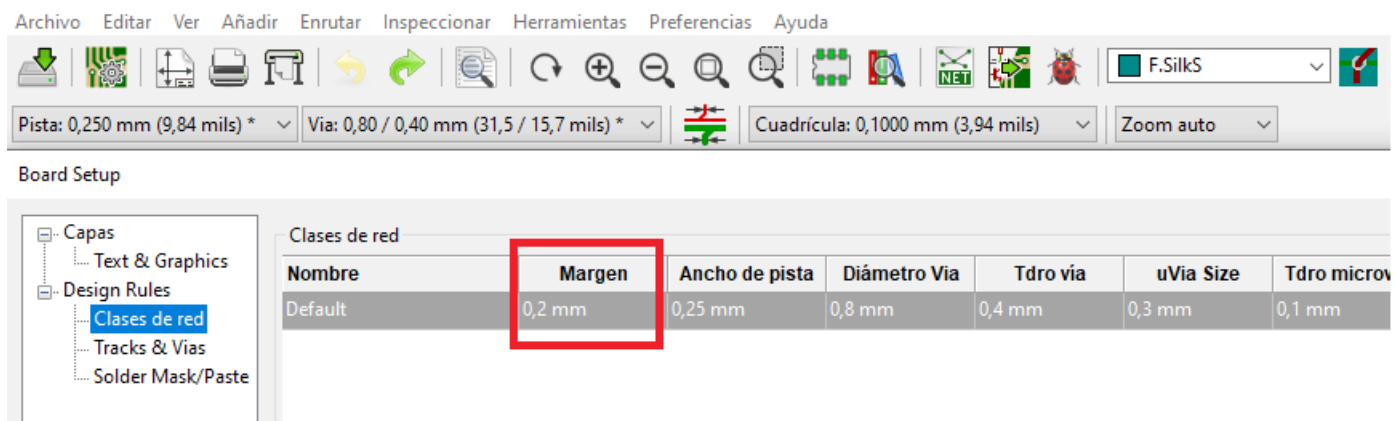 Archivo Editar Ver Añadir Enrutar Inspeccionar Herramientas Preferencias Ayuda
NET F.SilkS
Pista: 0,250 mm (9,84 mils) * Via: 0,80 / 0,40 mm (31,5 / 15,7 mils) * Cuadrícula: 0,1000 mm (3,94 mils) Zoom auto
Board Setup
Capas
Text & Graphics
Design Rules
Clases de red
Tracks & Vias
Solder Mask/Paste
Clases de red
Nombre Margen Ancho de pista Diámetro Via Tdro vía uVia Size Tdro microv
Default 0,2 mm 0,25 mm 0,8 mm 0,4 mm 0,3 mm 0,1 mm